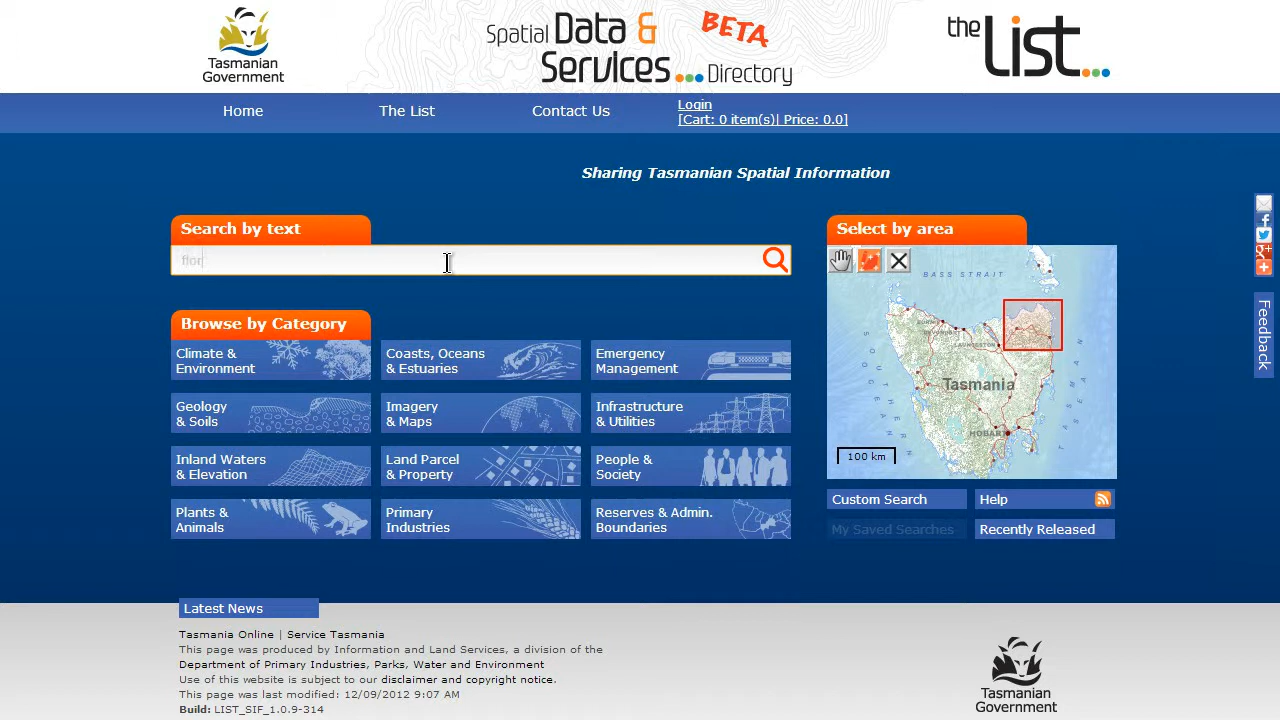 Tasmanian
Government
Spatial Data &
Services...Directory
BETA
the
List...
Home
The List
Contact Us
Login
[Cart: 0 item(s)| Price: 0.0]
Sharing Tasmanian Spatial Information
Search by text
ffor
Select by area
BASS STRAIT
Tasmania
HOBART
100 km
Browse by Category
Climate &
Environment
Coasts, Oceans
& Estuaries
Emergency
Management
Geology
& Soils
Imagery
& Maps
Infrastructure
& Utilities
Inland Waters
& Elevation
Land Parcel
& Property
People &
Society
Plants &
Animals
Primary
Industries
Reserves & Admin.
Boundaries
Custom Search
Help
My Saved Searches
Recently Released
Feedback
Latest News
Tasmania Online | Service Tasmania
This page was produced by Information and Land Services, a division of the
Department of Primary Industries, Parks, Water and Environment
Use of this website is subject to our disclaimer and copyright notice.
This page was last modified: 12/09/2012 9:07 AM
Build: LIST_SIF_1.0.9-314
Tasmanian
Government